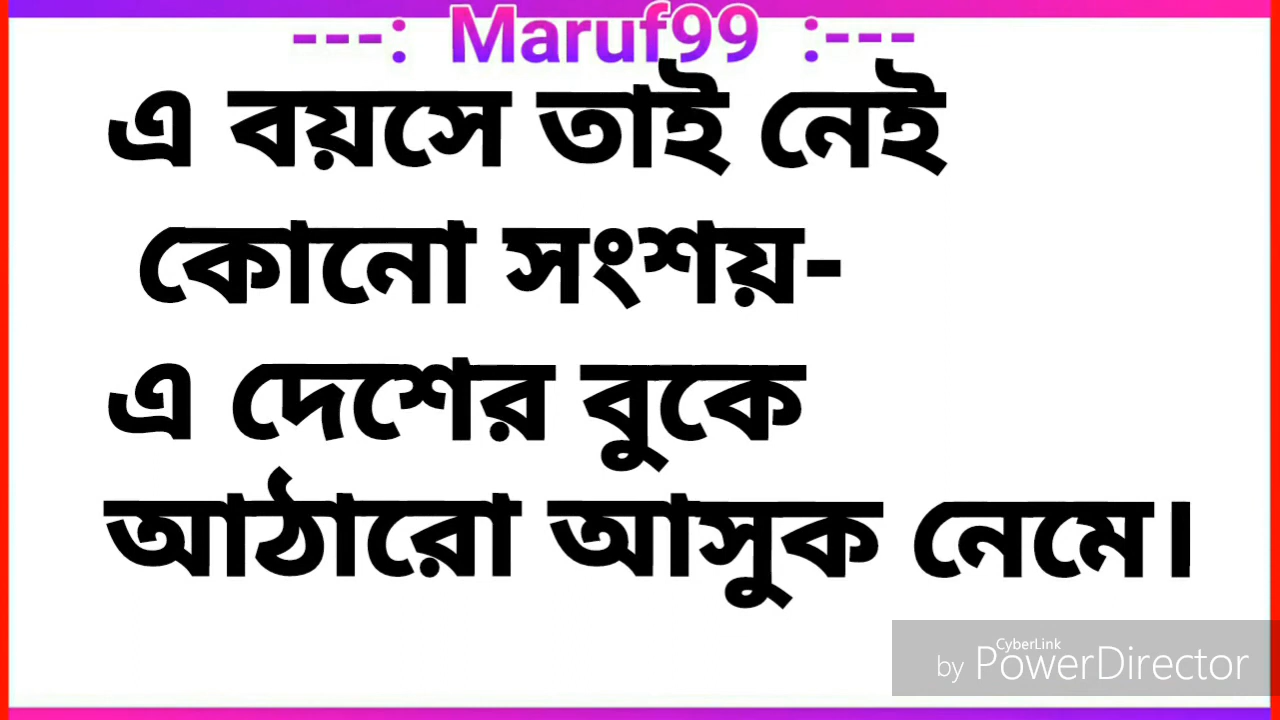 ---: Maruf99 :---
এ বয়সে তাই নেই
কোনো সংশয়-
এ দেশের বুকে
আঠারো আসুক নেমে।
CyberLink
by PowerDirector